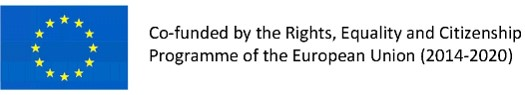 Co-funded by the Rights, Equality and Citizenship
Programme of the European Union (2014-2020)